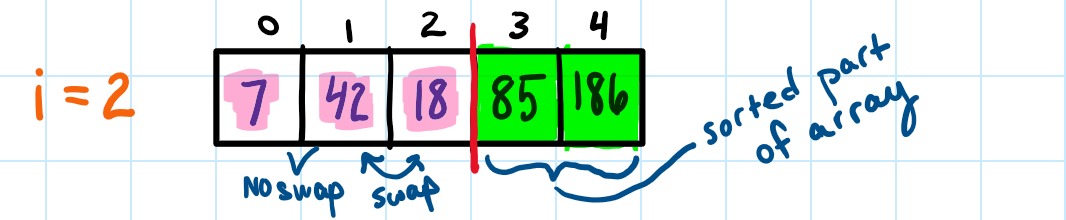 0 1 2 3 4
i = 2
7 42 18 85 186
No swap
swap
sorted part
of array